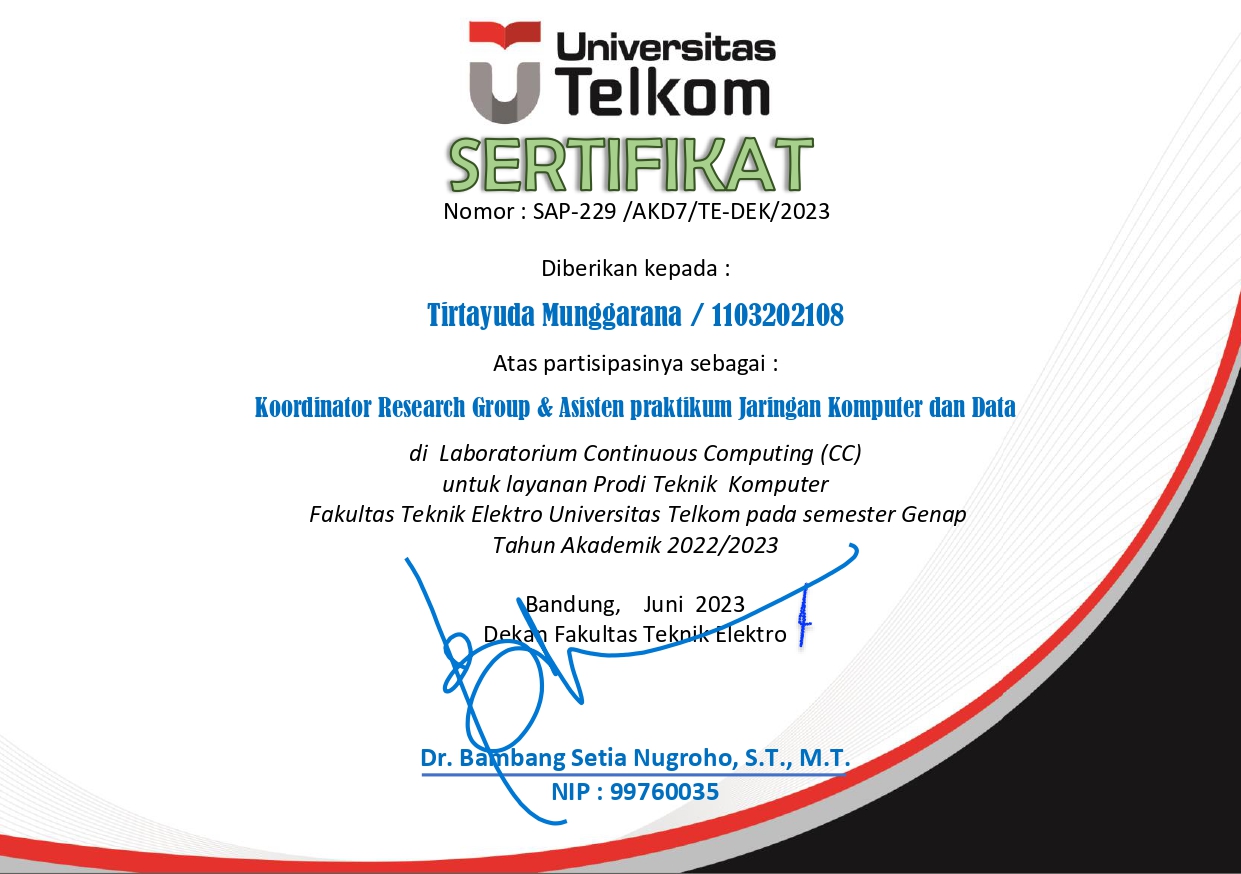 Universitas
Telkom
SERTIFIKAT
Nomor : SAP-229 /AKD7/TE-DEK/2023
Diberikan kepada :
Tirtayuda Munggarana / 1103202108
Atas partisipasinya sebagai :
Koordinator Research Group & Asisten praktikum Jaringan Komputer dan Data
di Laboratorium Continuous Computing (CC)
untuk layanan Prodi Teknik Komputer
Fakultas Teknik Elektro Universitas Telkom pada semester Genap
Tahun Akademik 2022/2023
Bandung, Juni 2023
Dekan Fakultas Teknik Elektro
Dr. Bambang Setia Nugroho, S.T., M.T.
NIP : 99760035